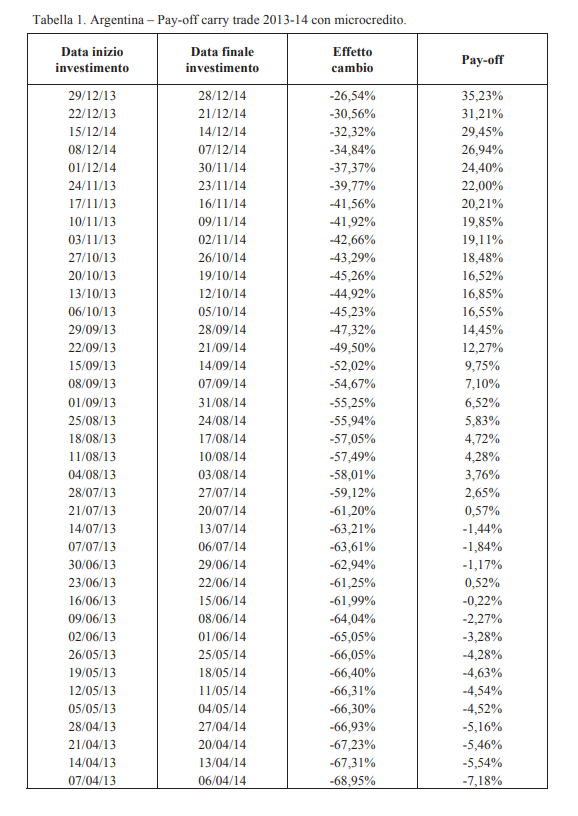 Tabella 1. Argentina – Pay-off carry trade 2013-14 con microcredito.
Data inizio investimento Data finale investimento Effetto cambio Pay-off
29/12/13 28/12/14 -26,54% 35,23%
22/12/13 21/12/14 -30,56% 31,21%
15/12/14 14/12/14 -32,32% 29,45%
08/12/14 07/12/14 -34,84% 26,94%
01/12/14 30/11/14 -37,37% 24,40%
24/11/13 23/11/14 -39,77% 22,00%
17/11/13 16/11/14 -41,56% 20,21%
10/11/13 09/11/14 -41,92% 19,85%
03/11/13 02/11/14 -42,66% 19,11%
27/10/13 26/10/14 -43,29% 18,48%
20/10/13 19/10/14 -45,26% 16,52%
13/10/13 12/10/14 -44,92% 16,85%
06/10/13 05/10/14 -45,23% 16,55%
29/09/13 28/09/14 -47,32% 14,45%
22/09/13 21/09/14 -49,50% 12,27%
15/09/13 14/09/14 -52,02% 9,75%
08/09/13 07/09/14 -54,67% 7,10%
01/09/13 31/08/14 -55,25% 6,52%
25/08/13 24/08/14 -55,94% 5,83%
18/08/13 17/08/14 -57,05% 4,72%
11/08/13 10/08/14 -57,49% 4,28%
04/08/13 03/08/14 -58,01% 3,76%
28/07/13 27/07/14 -59,12% 2,65%
21/07/13 20/07/14 -61,20% 0,57%
14/07/13 13/07/14 -63,21% -1,44%
07/07/13 06/07/14 -63,61% -1,84%
30/06/13 29/06/14 -62,94% -1,17%
23/06/13 22/06/14 -61,25% 0,52%
16/06/13 15/06/14 -61,99% -0,22%
09/06/13 08/06/14 -64,04% -2,27%
02/06/13 01/06/14 -65,05% -3,28%
26/05/13 25/05/14 -66,05% -4,28%
19/05/13 18/05/14 -66,40% -4,63%
12/05/13 11/05/14 -66,31% -4,54%
05/05/13 04/05/14 -66,30% -4,52%
28/04/13 27/04/14 -66,93% -5,16%
21/04/13 20/04/14 -67,23% -5,46%
14/04/13 13/04/14 -67,31% -5,54%
07/04/13 06/04/14 -68,95% -7,18%